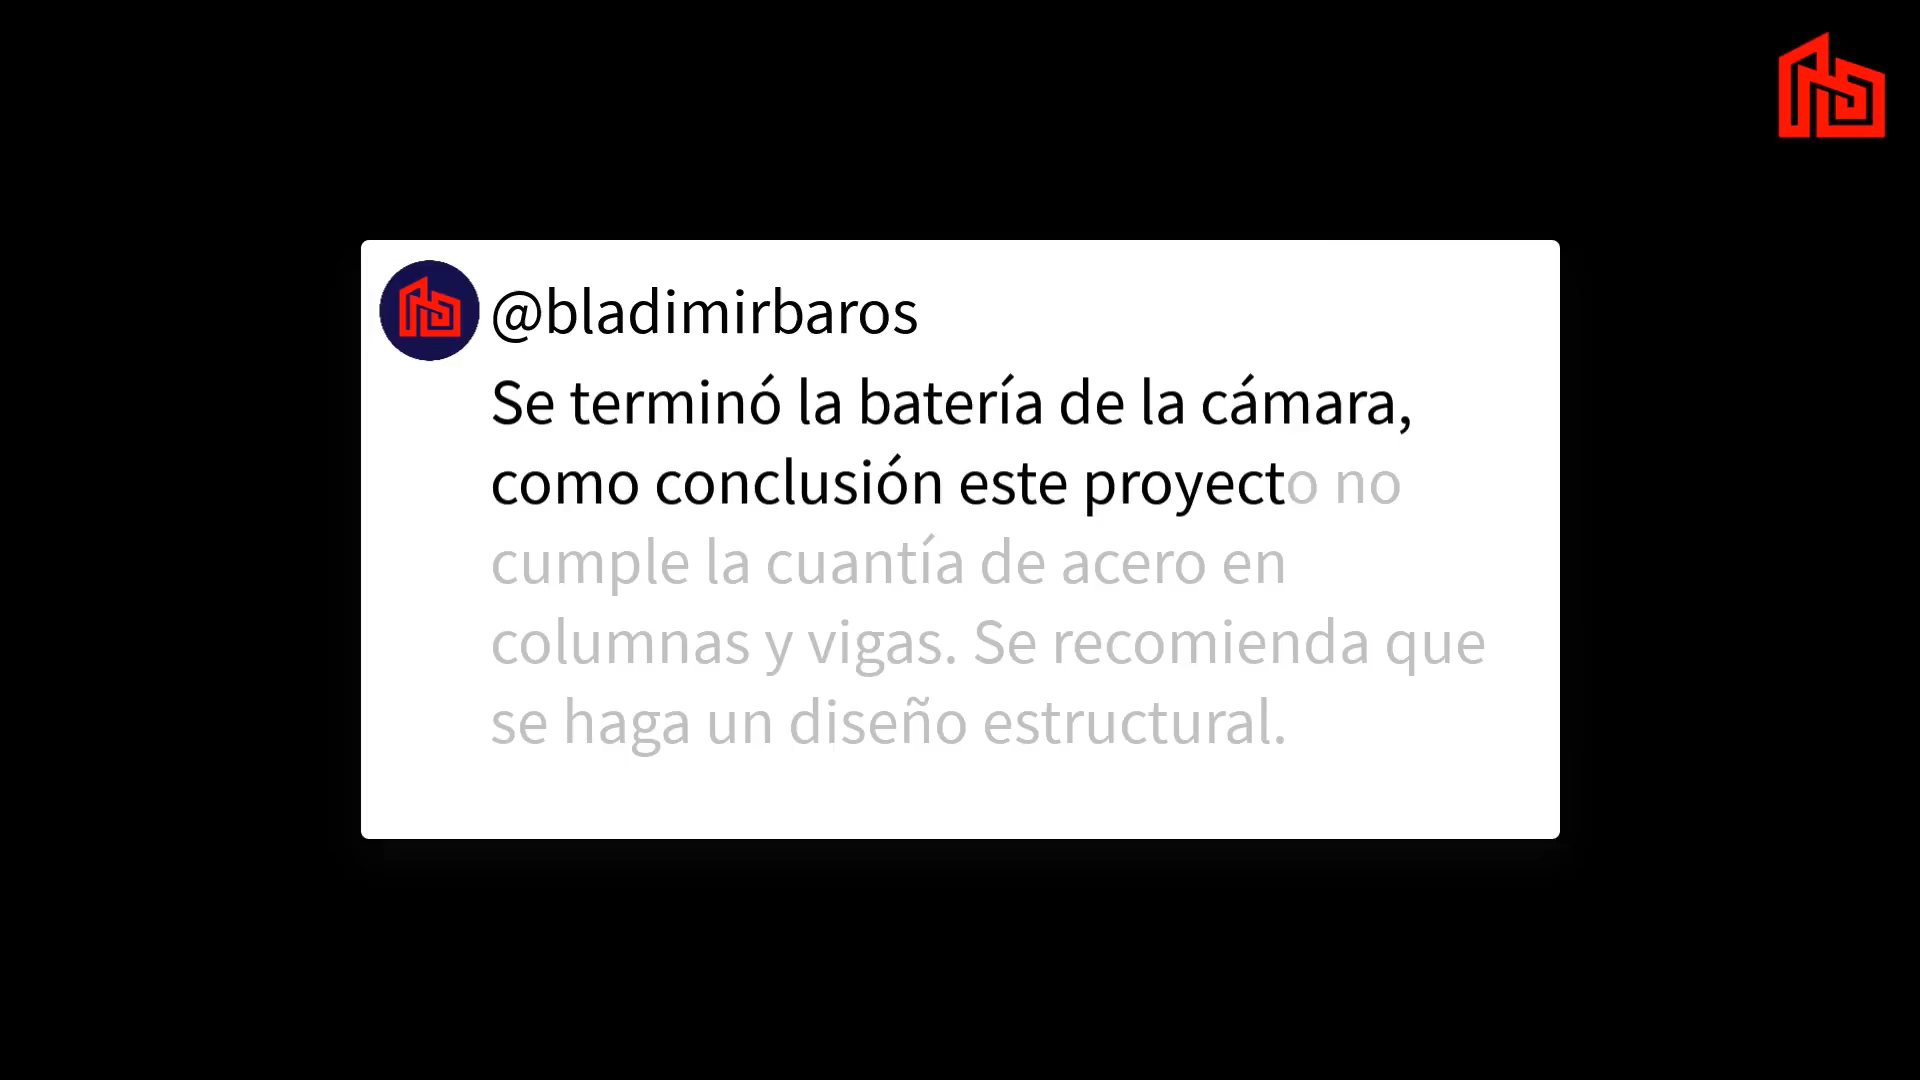 @bladimirbaros
Se terminó la batería de la cámara,
como conclusión este proyecto no
cumple la cuantía de acero en
columnas y vigas. Se recomienda que
se haga un diseño estructural.